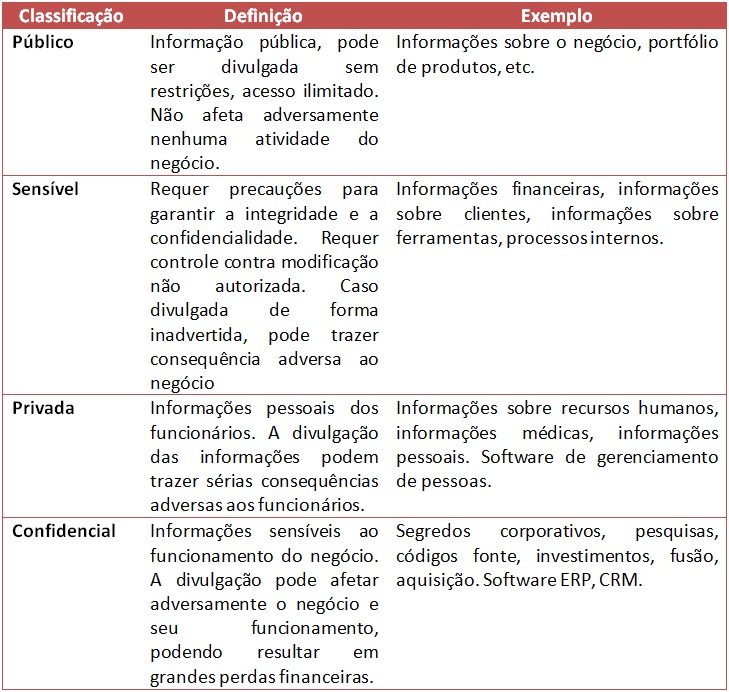 Classificação Definição Exemplo
Público
Informação pública, pode
ser divulgada sem
restrições, acesso ilimitado.
Não afeta adversamente
nenhuma atividade do
negócio.
Informações sobre o negócio, portfólio
de produtos, etc.
Sensível
Requer precauções para
garantir a integridade e a
confidencialidade. Requer
controle contra modificação
não autorizada. Caso
divulgada de forma
inadvertida, pode trazer
consequência adversa ao
negócio
Informações financeiras, informações
sobre clientes, informações sobre
ferramentas, processos internos.
Privada
Informações pessoais dos
funcionários. A divulgação
das informações podem
trazer sérias consequências
adversas aos funcionários.
Informações sobre recursos humanos,
informações médicas, informações
pessoais. Software de gerenciamento
de pessoas.
Confidencial
Informações sensíveis ao
funcionamento do negócio.
A divulgação pode afetar
adversamente o negócio e
seu funcionamento,
podendo resultar em
grandes perdas financeiras.
Segredos corporativos, pesquisas,
códigos fonte, investimentos, fusão,
aquisição. Software ERP, CRM.